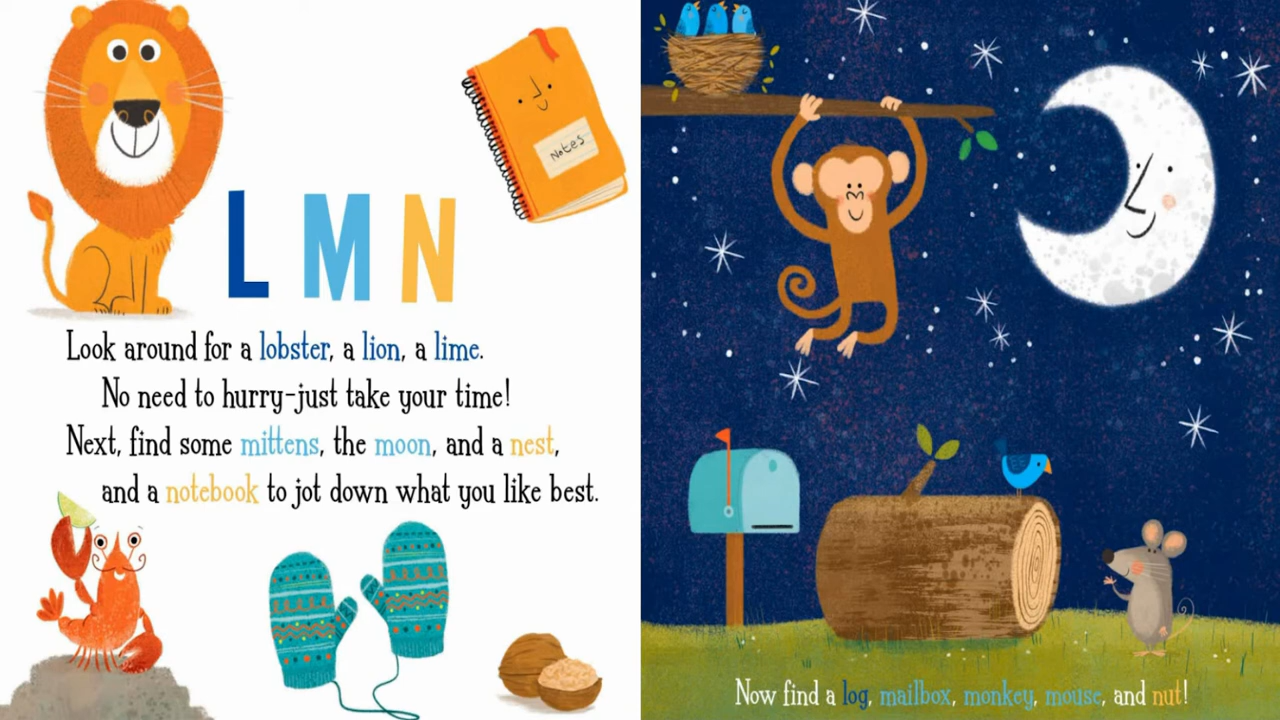 L M N
Notes
Look around for a lobster, a lion, a lime.
No need to hurry–just take your time!
Next, find some mittens, the moon, and a nest,
and a notebook to jot down what you like best.
Now find a log, mailbox, monkey, mouse, and nut!